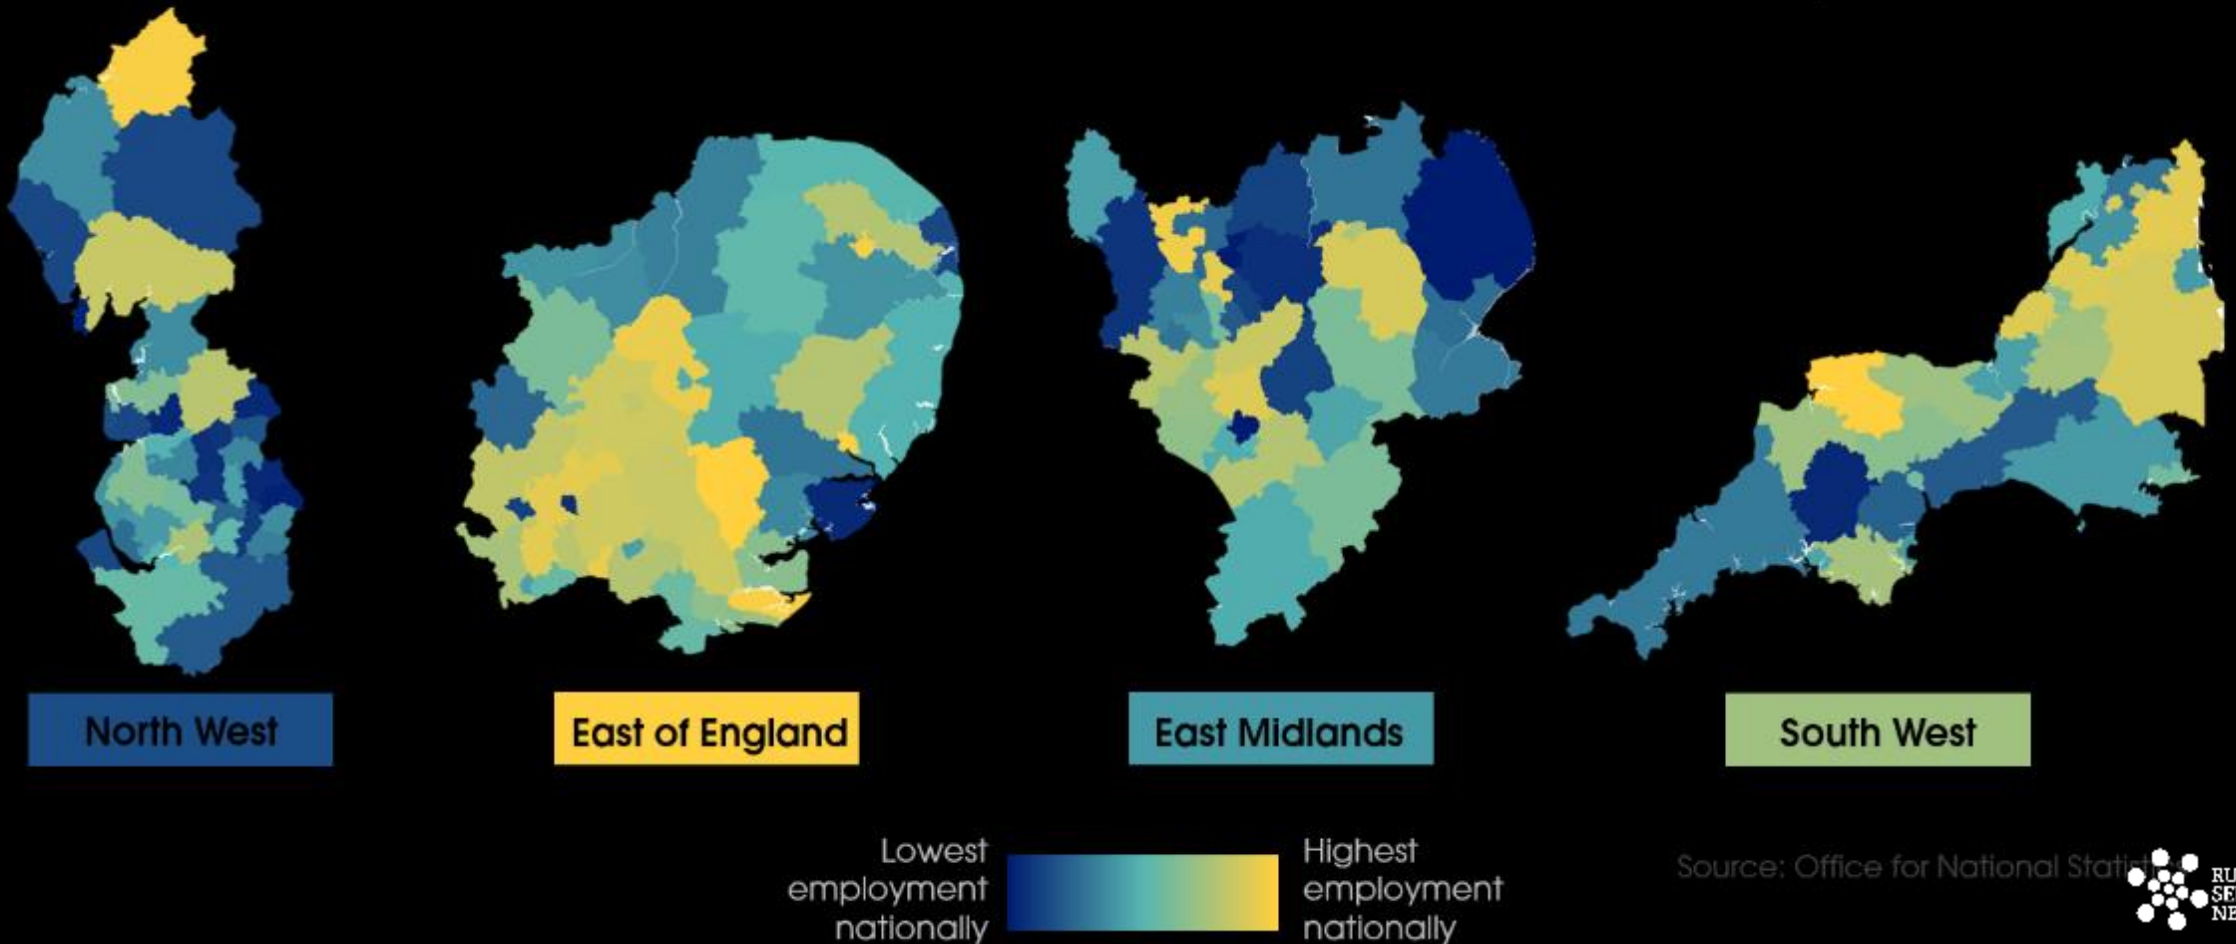 North West
East of England
East Midlands
South West
Lowest
employment
nationally
Highest
employment
nationally
Source: Office for National